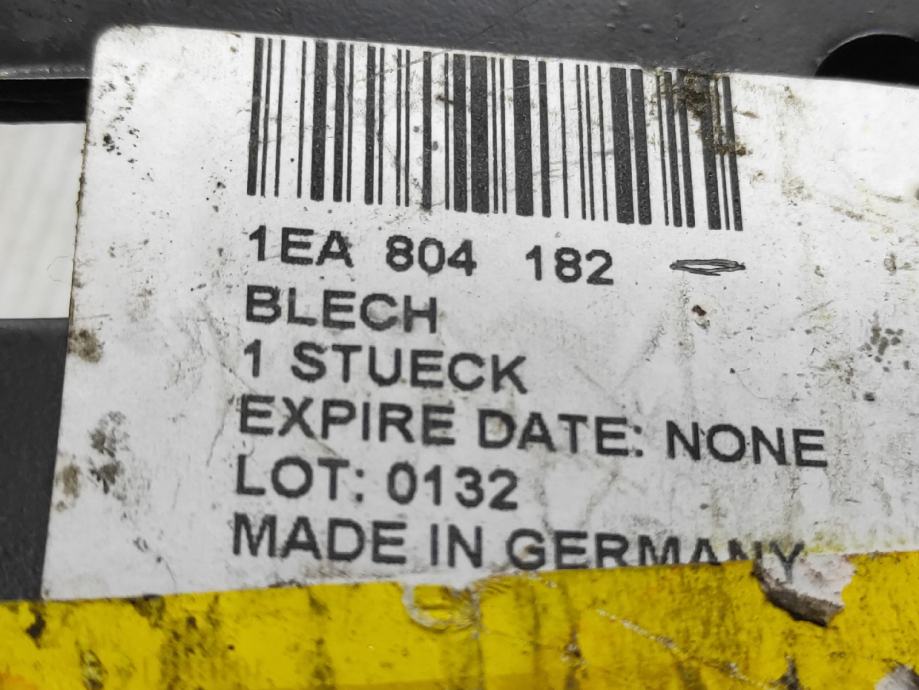 1EA 804 182
BLECH
1 STUECK
EXPIRE DATE: NONE
LOT: 0132
MADE IN GERMANY